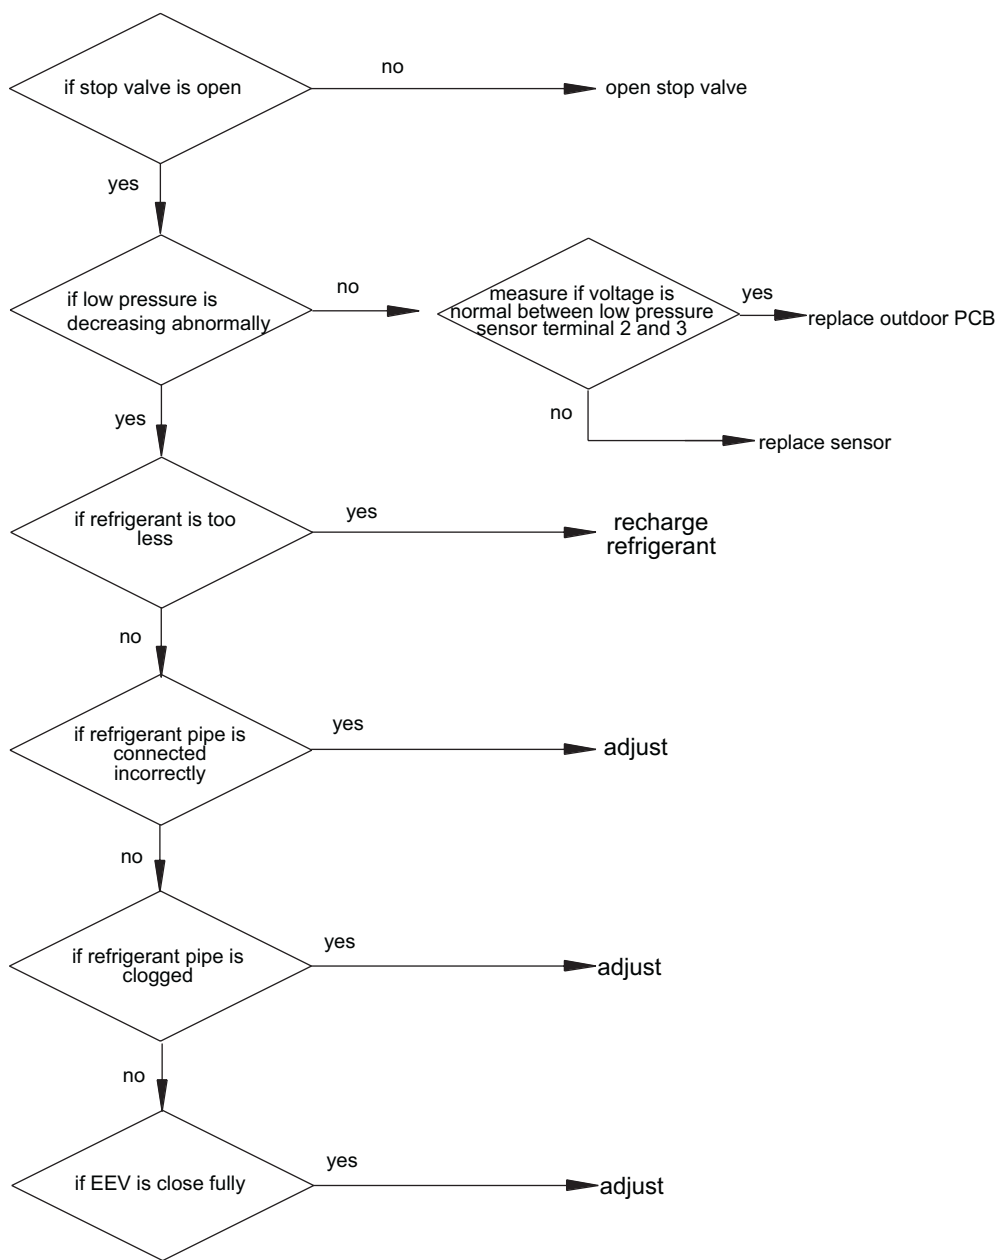 if stop valve is open
no
open stop valve
yes
if low pressure is
decreasing abnormally
no
measure if voltage is
normal between low pressure
sensor terminal 2 and 3
yes
replace outdoor PCB
no
replace sensor
yes
if refrigerant is too
less
yes
recharge
refrigerant
no
if refrigerant pipe is
connected
incorrectly
yes
adjust
no
if refrigerant pipe is
clogged
yes
adjust
no
if EEV is close fully
yes
adjust